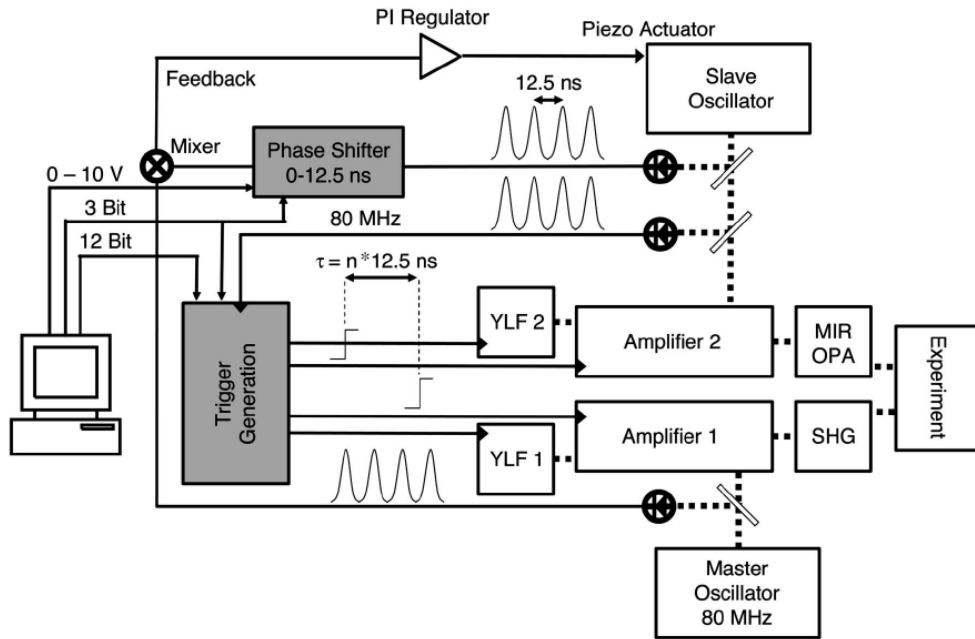 PI Regulator
Piezo Actuator
Feedback
Slave
Oscillator
12.5 ns
Mixer
Phase Shifter
0-12.5 ns
0 – 10 V
3 Bit
80 MHz
12 Bit
τ = n*12.5 ns
YLF 2
Amplifier 2
MIR
OPA
Experiment
Trigger
Generation
Amplifier 1
SHG
YLF 1
Master
Oscillator
80 MHz